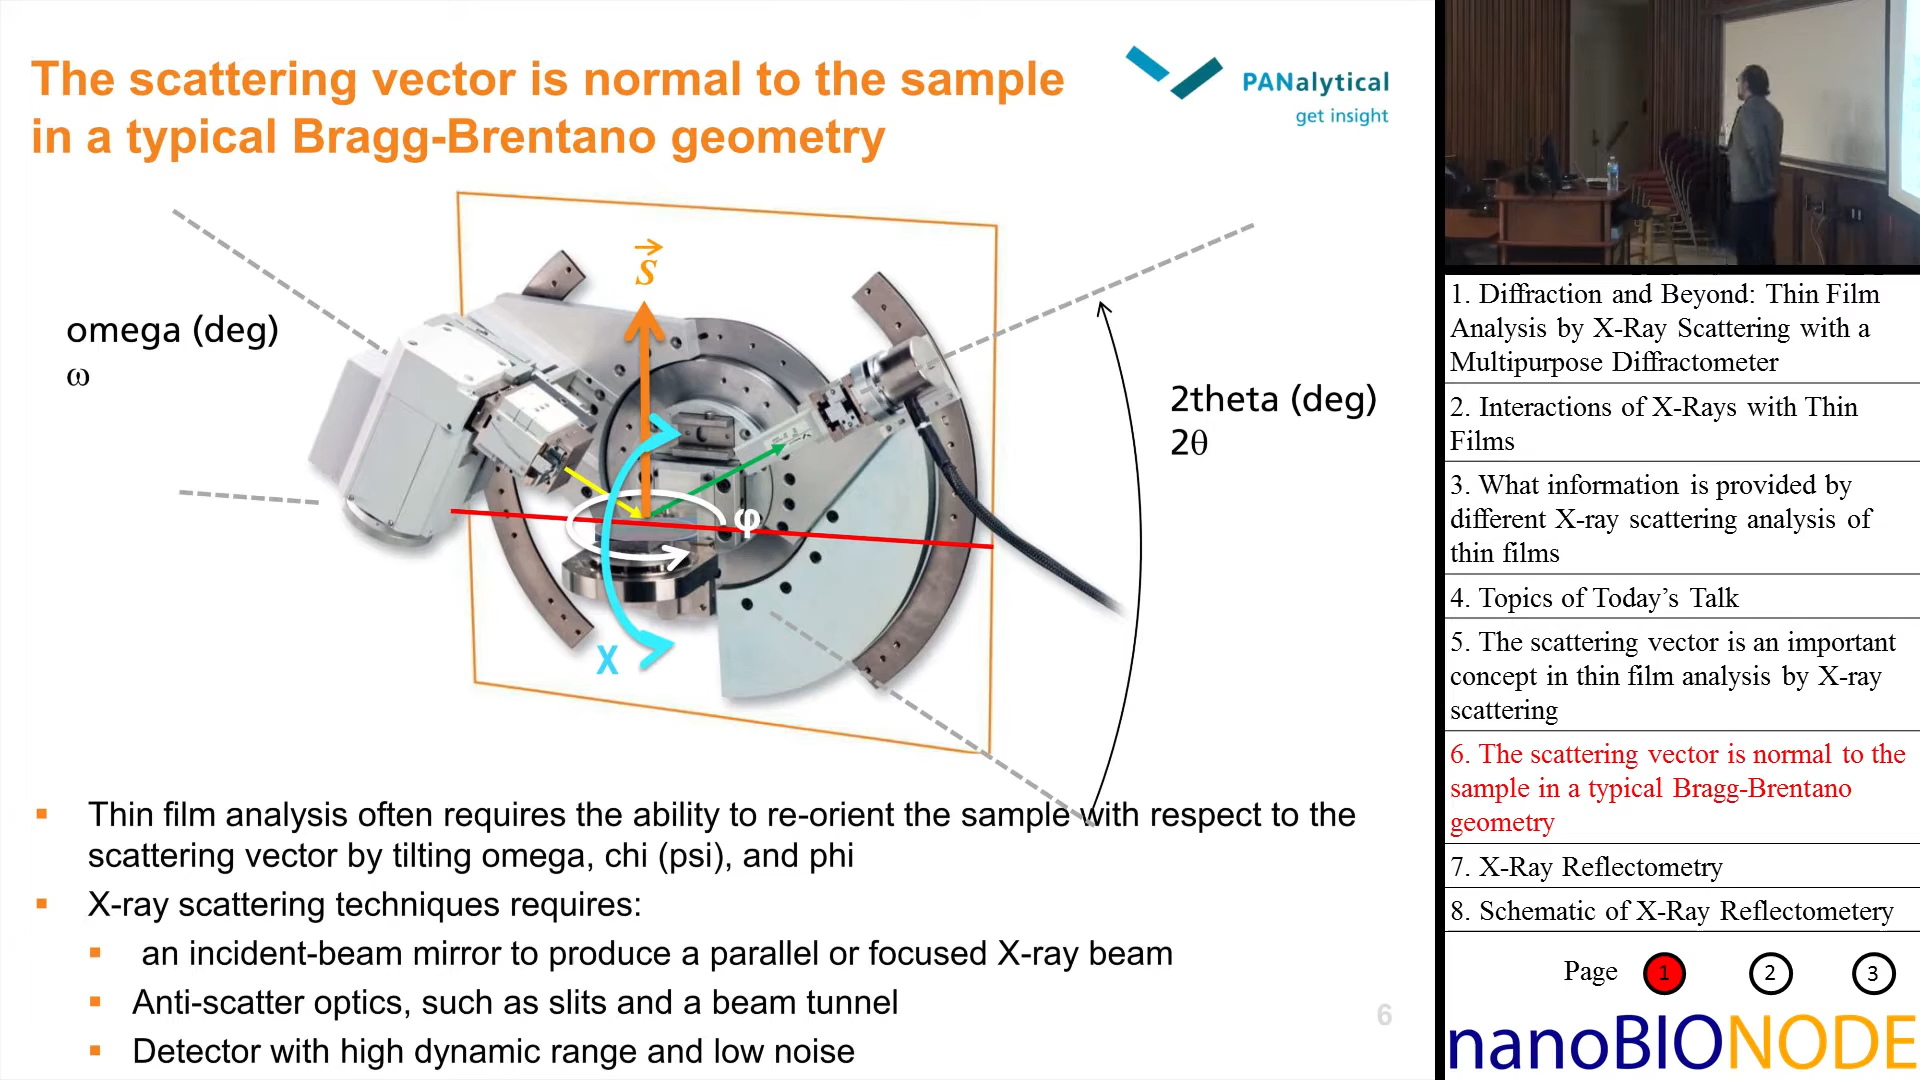 The scattering vector is normal to the sample
in a typical Bragg-Brentano geometry
PANalytical
get insight
omega (deg)
ω
S
φ
X
2theta (deg)
2θ
Thin film analysis often requires the ability to re-orient the sample with respect to the
scattering vector by tilting omega, chi (psi), and phi
X-ray scattering techniques requires:
an incident-beam mirror to produce a parallel or focused X-ray beam
Anti-scatter optics, such as slits and a beam tunnel
Detector with high dynamic range and low noise
6
1. Diffraction and Beyond: Thin Film
Analysis by X-Ray Scattering with a
Multipurpose Diffractometer
2. Interactions of X-Rays with Thin
Films
3. What information is provided by
different X-ray scattering analysis of
thin films
4. Topics of Today’s Talk
5. The scattering vector is an important
concept in thin film analysis by X-ray
scattering
6. The scattering vector is normal to the
sample in a typical Bragg-Brentano
geometry
7. X-Ray Reflectometry
8. Schematic of X-Ray Reflectometery
Page 1 2 3
nanoBIONODE